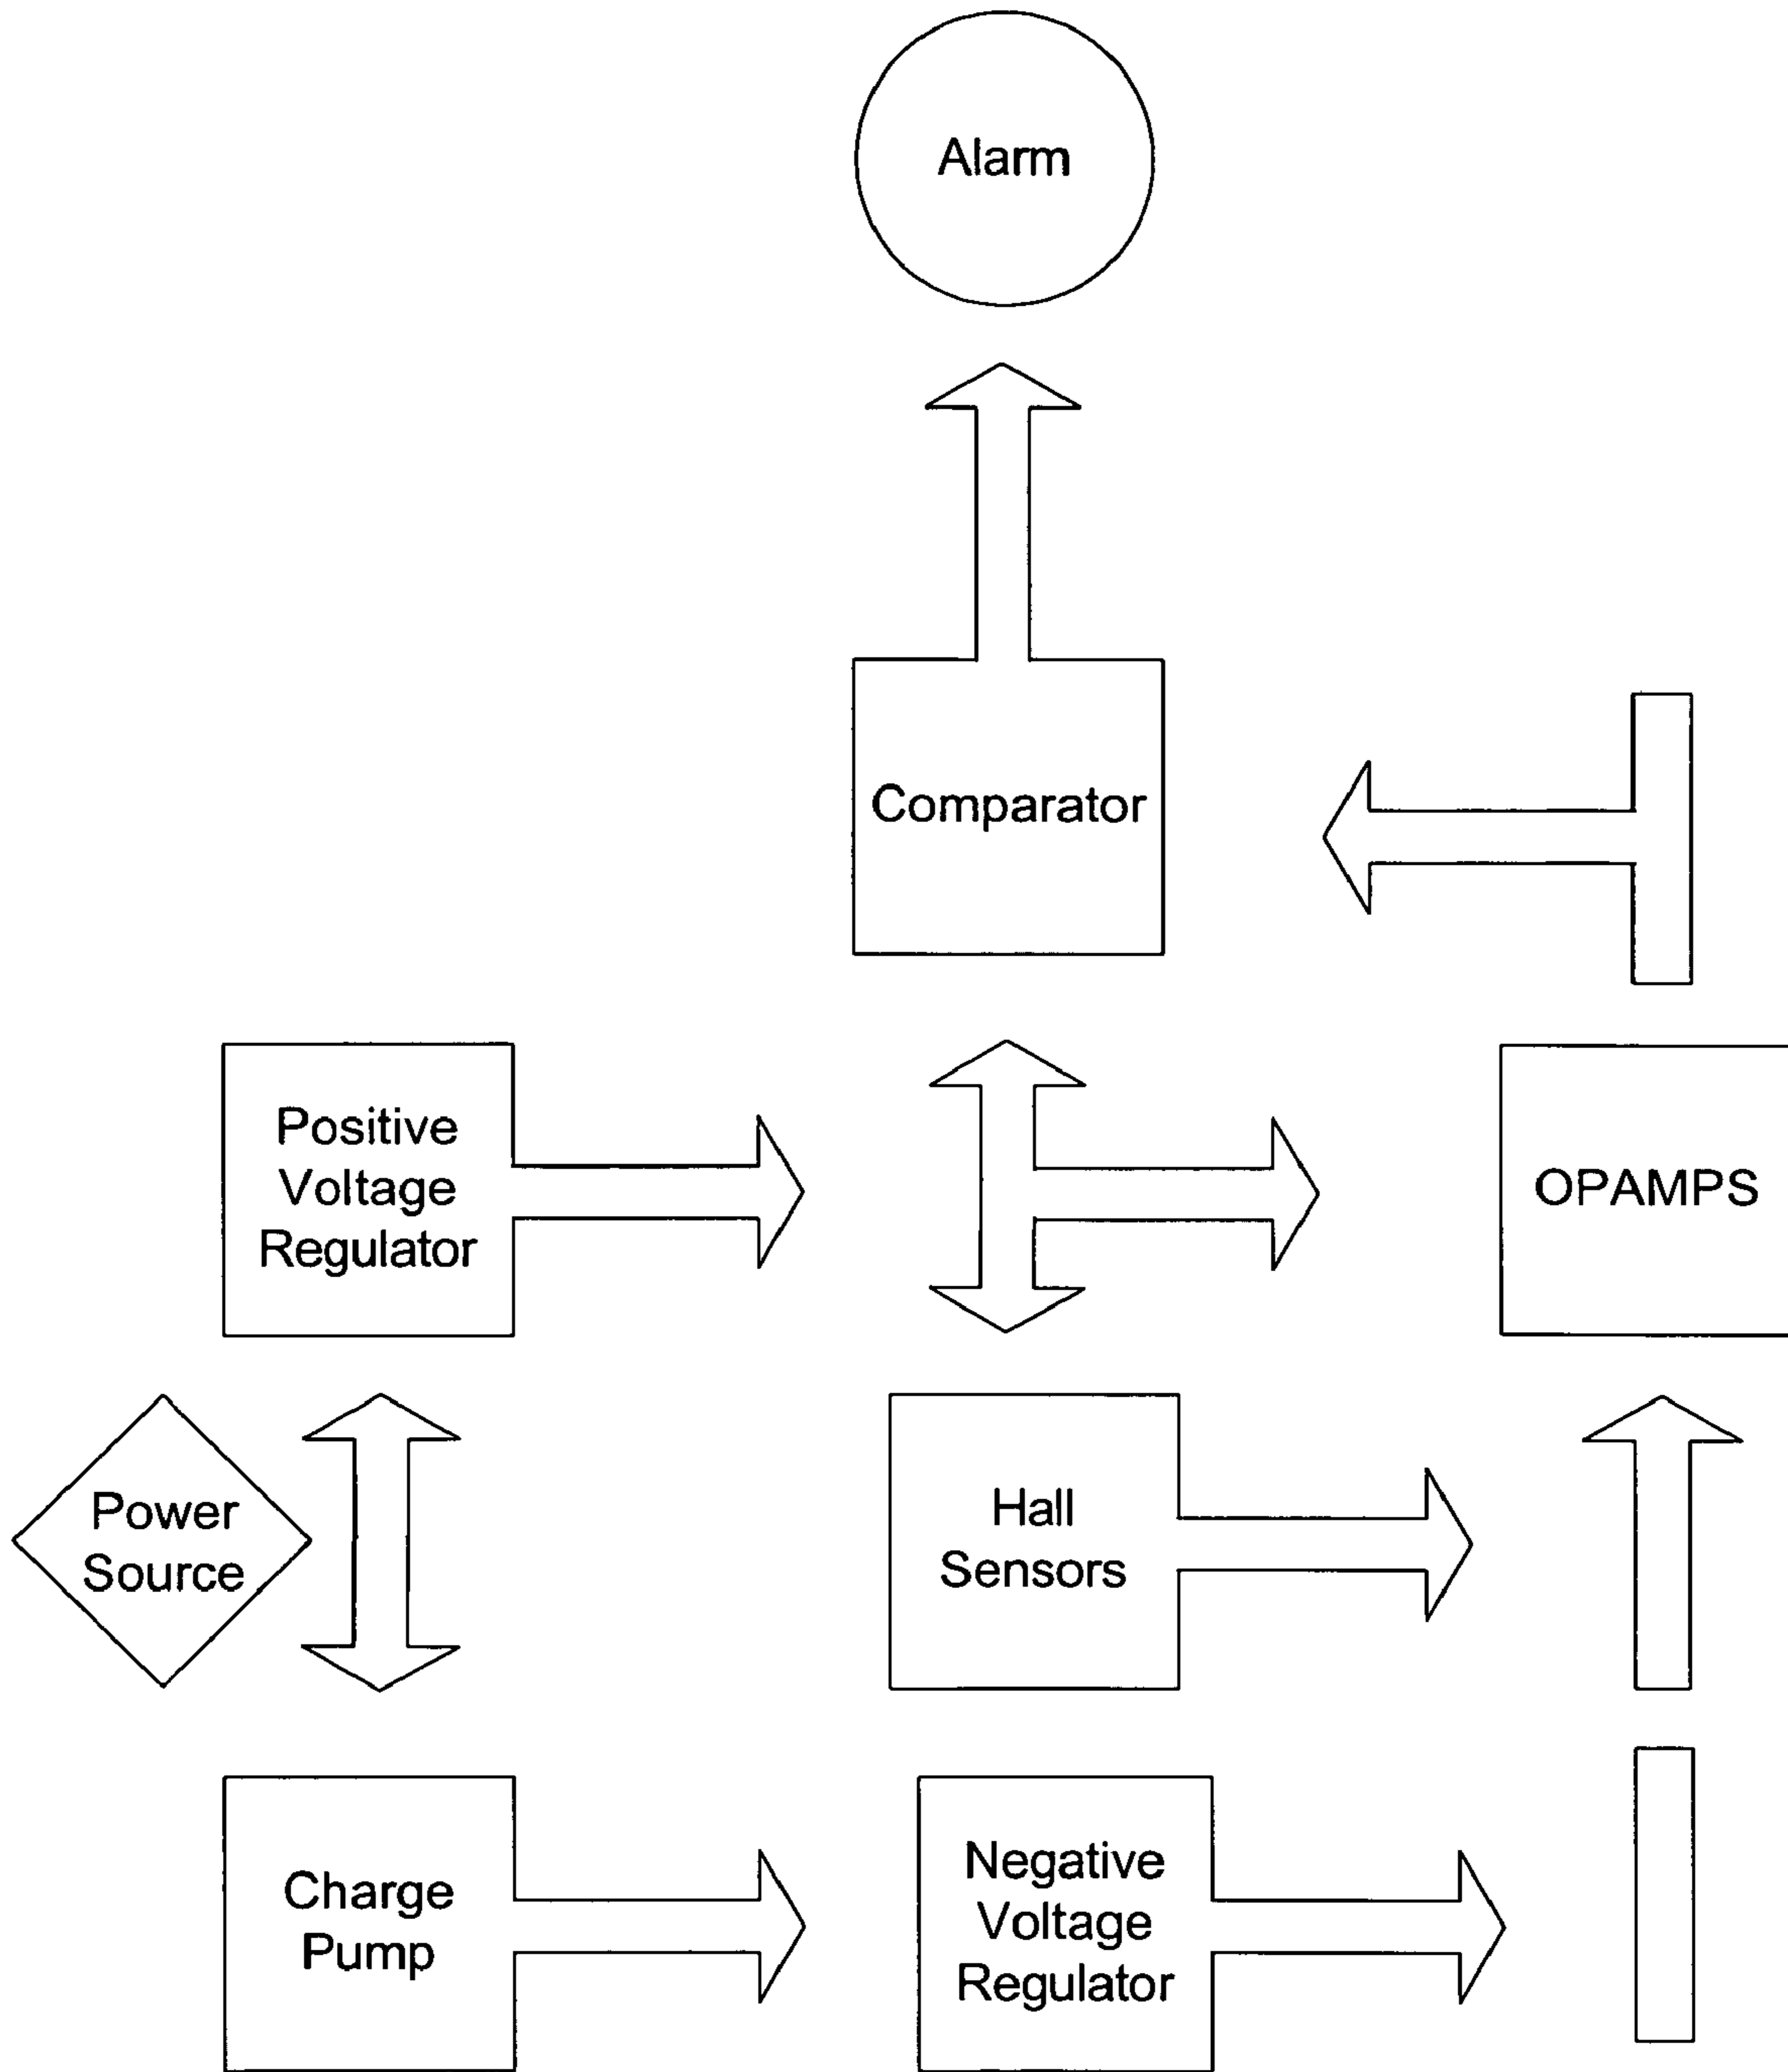 Alarm
Comparator
Positive
Voltage
Regulator
OPAMPS
Power
Source
Hall
Sensors
Charge
Pump
Negative
Voltage
Regulator